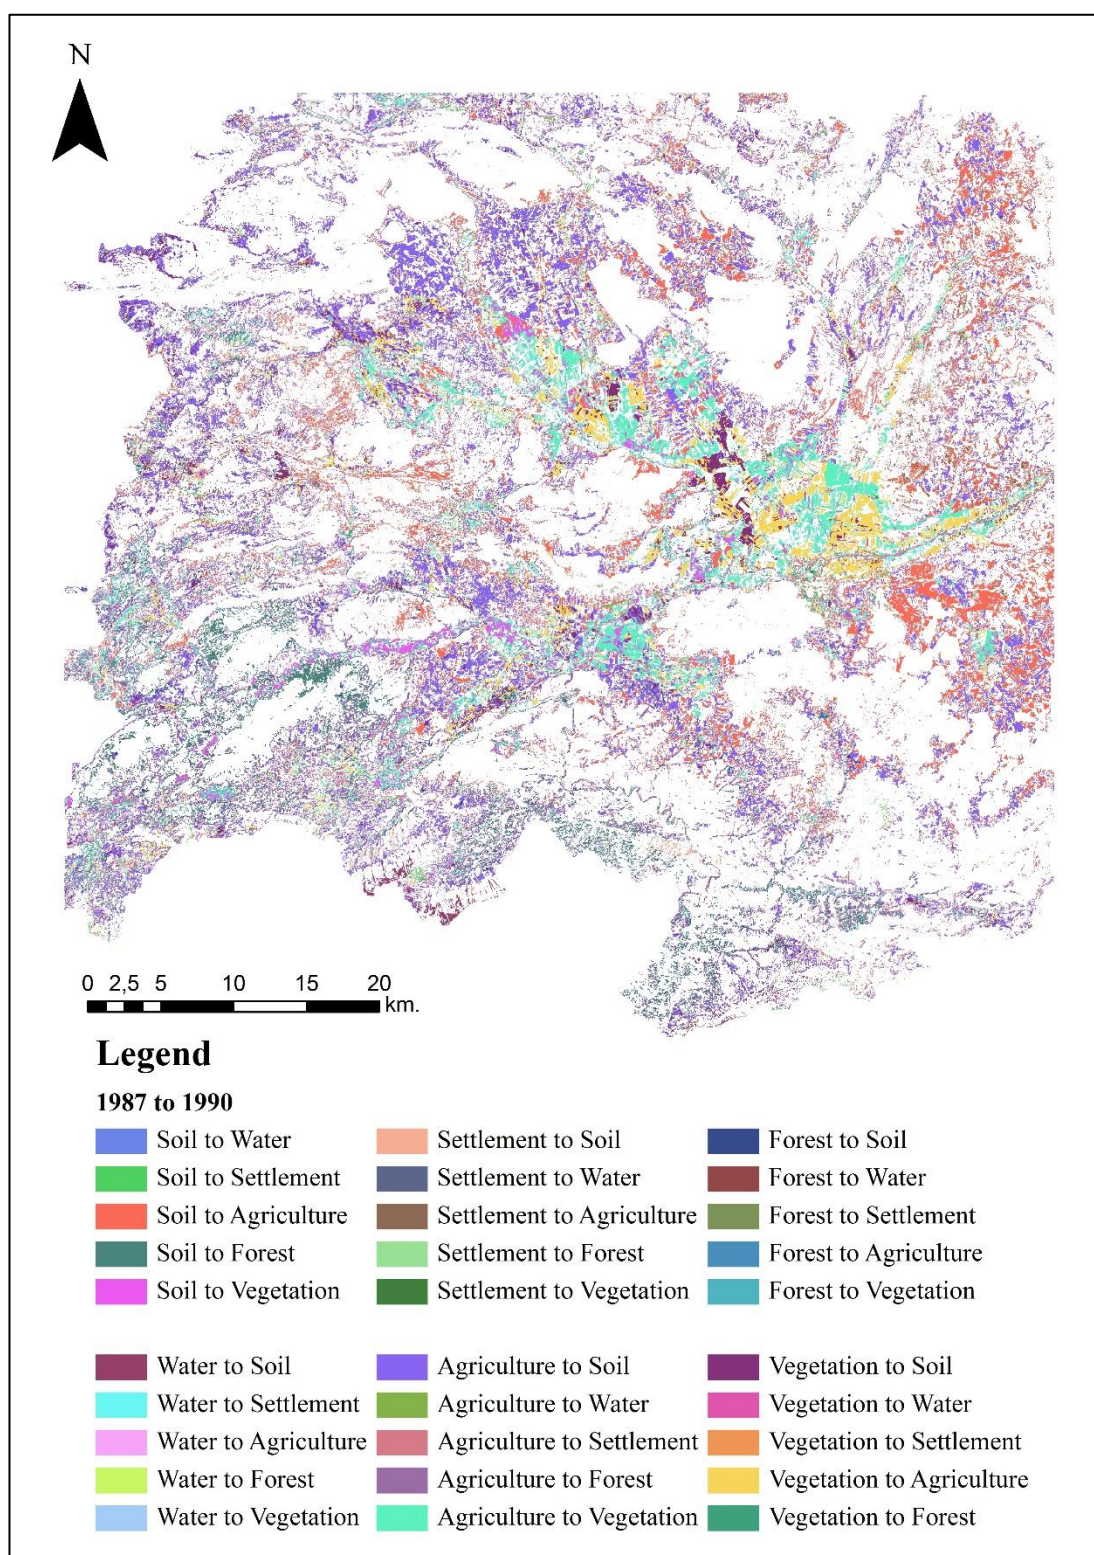 N
0 2,5 5 10 15 20
km.
Legend
1987 to 1990
Soil to Water Settlement to Soil Forest to Soil
Soil to Settlement Settlement to Water Forest to Water
Soil to Agriculture Settlement to Agriculture Forest to Settlement
Soil to Forest Settlement to Forest Forest to Agriculture
Soil to Vegetation Settlement to Vegetation Forest to Vegetation
Water to Soil Agriculture to Soil Vegetation to Soil
Water to Settlement Agriculture to Water Vegetation to Water
Water to Agriculture Agriculture to Settlement Vegetation to Settlement
Water to Forest Agriculture to Forest Vegetation to Agriculture
Water to Vegetation Agriculture to Vegetation Vegetation to Forest